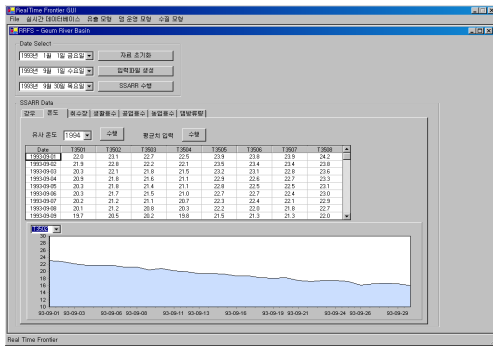 RealTime Frontier GUI
File 실시간 데이터베이스 유출 모형 댐 운영 모형 수질 모형
RRFS - Geum River Basin
Date Select
1993년 1월 1일 금요일 자료 초기화
1993년 9월 1일 수요일 입력파일 생성
1993년 9월 30일 목요일 SSARR 수행
SSARR Data
강우 온도 취수장 생활용수 공업용수 농업용수 댐방류량
유사 온도 1994 수행 평균치 입력 수행
Date T3501 T3502 T3503 T3504 T3505 T3506 T3507 T3508
1993-09-01 22.0 23.1 22.7 22.5 23.9 23.8 23.9 24.2
1993-09-02 21.9 22.8 22.2 22.1 23.5 23.4 23.4 23.8
1993-09-03 20.3 22.1 21.8 21.5 23.2 23.1 22.8 23.6
1993-09-04 20.9 21.8 21.6 21.1 22.9 22.6 22.7 23.3
1993-09-05 20.3 21.8 21.4 21.1 22.8 22.5 22.5 23.1
1993-09-06 20.3 21.7 21.5 21.0 22.7 22.7 22.4 23.0
1993-09-07 20.2 21.2 21.1 20.7 22.3 22.4 22.1 22.9
1993-09-08 20.1 21.2 20.8 20.3 22.2 22.0 21.8 22.7
1993-09-09 19.7 20.5 20.2 19.8 21.5 21.3 21.3 22.0
T3502
30
28
26
24
22
20
18
16
14
12
10
93-09-01 93-09-03 93-09-06 93-09-08 93-09-11 93-09-13 93-09-16 93-09-19 93-09-21 93-09-24 93-09-26 93-09-29
Real Time Frontier